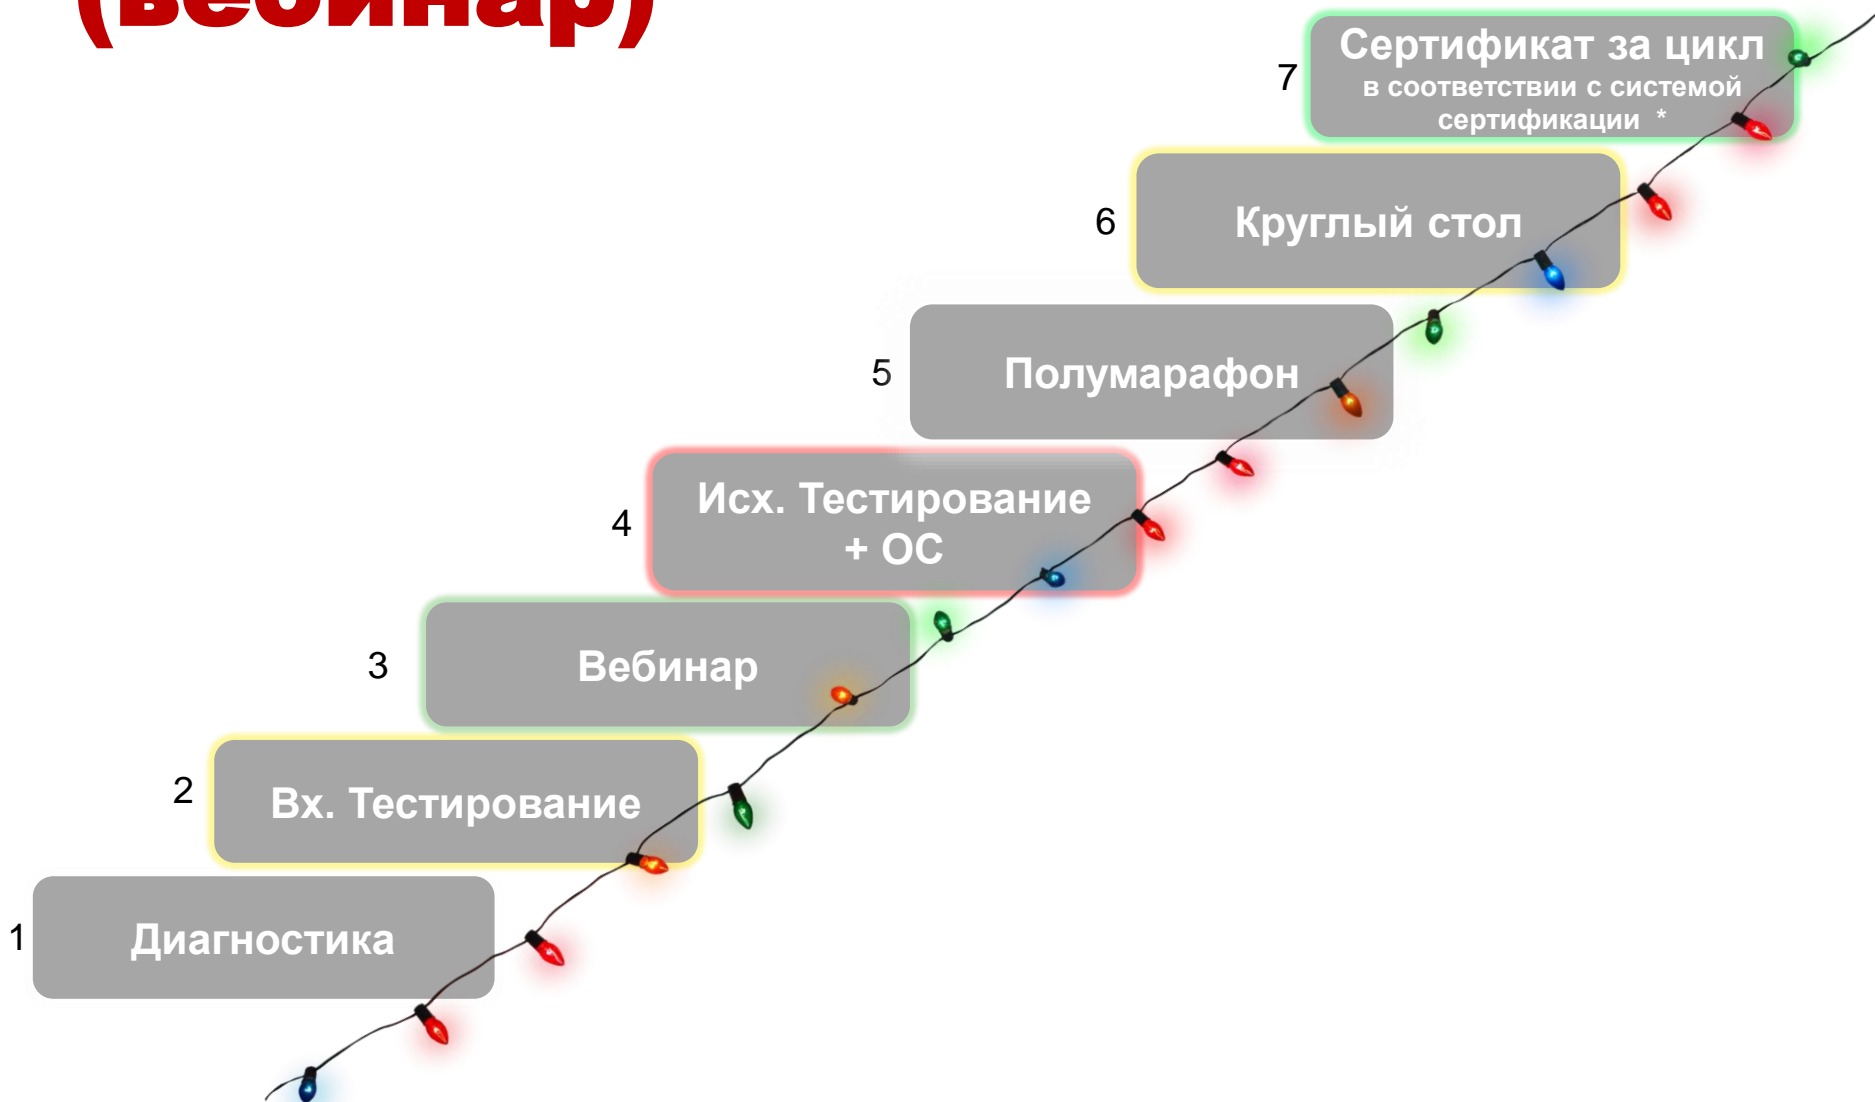 (вебинар)
7
Сертификат за цикл
в соответствии с системой
сертификации *
6
Круглый стол
5
Полумарафон
4
Исх. Тестирование
+ ОС
3
Вебинар
2
Вх. Тестирование
1
Диагностика